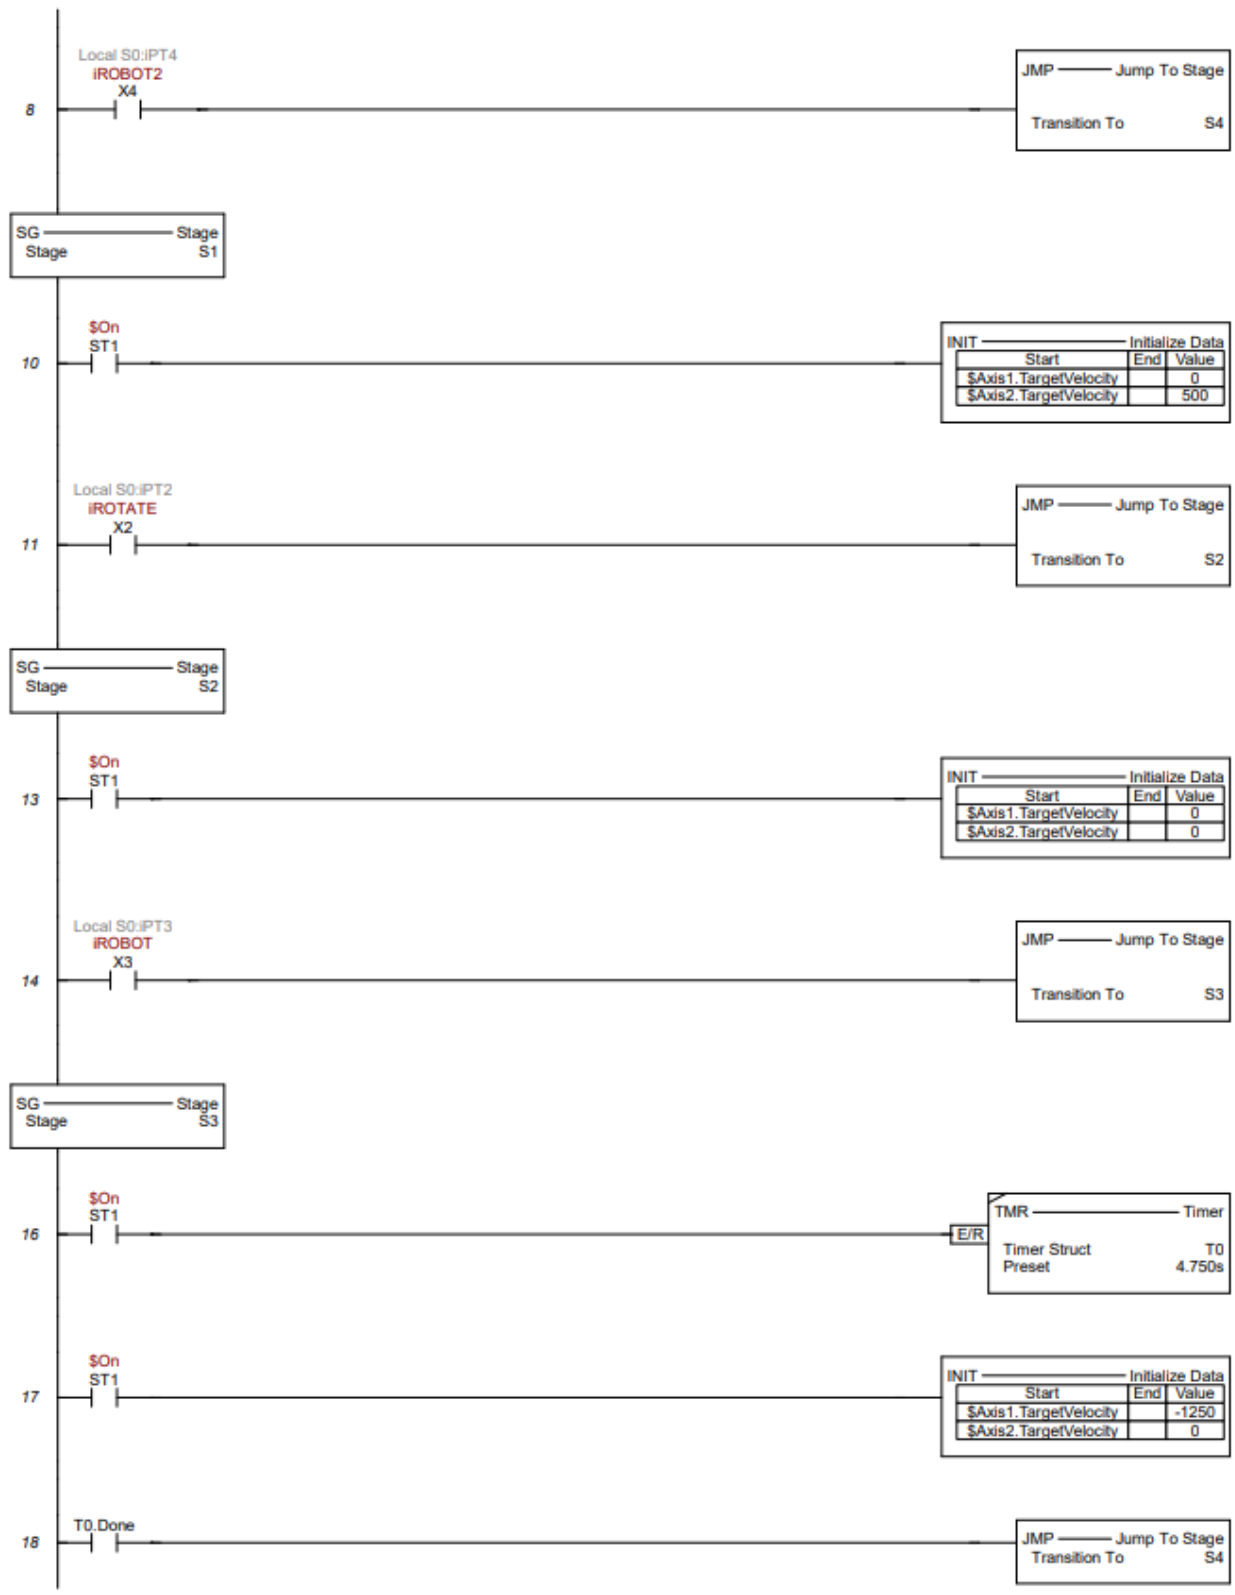 Local S0:iPT4
iROBOT2
X4
8
JMP Jump To Stage
Transition To S4
SG Stage
Stage S1
$On
ST1
10
INIT Initialize Data
Start End Value
$Axis1.TargetVelocity 0
$Axis2.TargetVelocity 500
Local S0:iPT2
iROTATE
X2
11
JMP Jump To Stage
Transition To S2
SG Stage
Stage S2
$On
ST1
13
INIT Initialize Data
Start End Value
$Axis1.TargetVelocity 0
$Axis2.TargetVelocity 0
Local S0:iPT3
iROBOT
X3
14
JMP Jump To Stage
Transition To S3
SG Stage
Stage S3
$On
ST1
16
E/R
TMR Timer
Timer Struct T0
Preset 4.750s
$On
ST1
17
INIT Initialize Data
Start End Value
$Axis1.TargetVelocity -1250
$Axis2.TargetVelocity 0
T0.Done
18
JMP Jump To Stage
Transition To S4